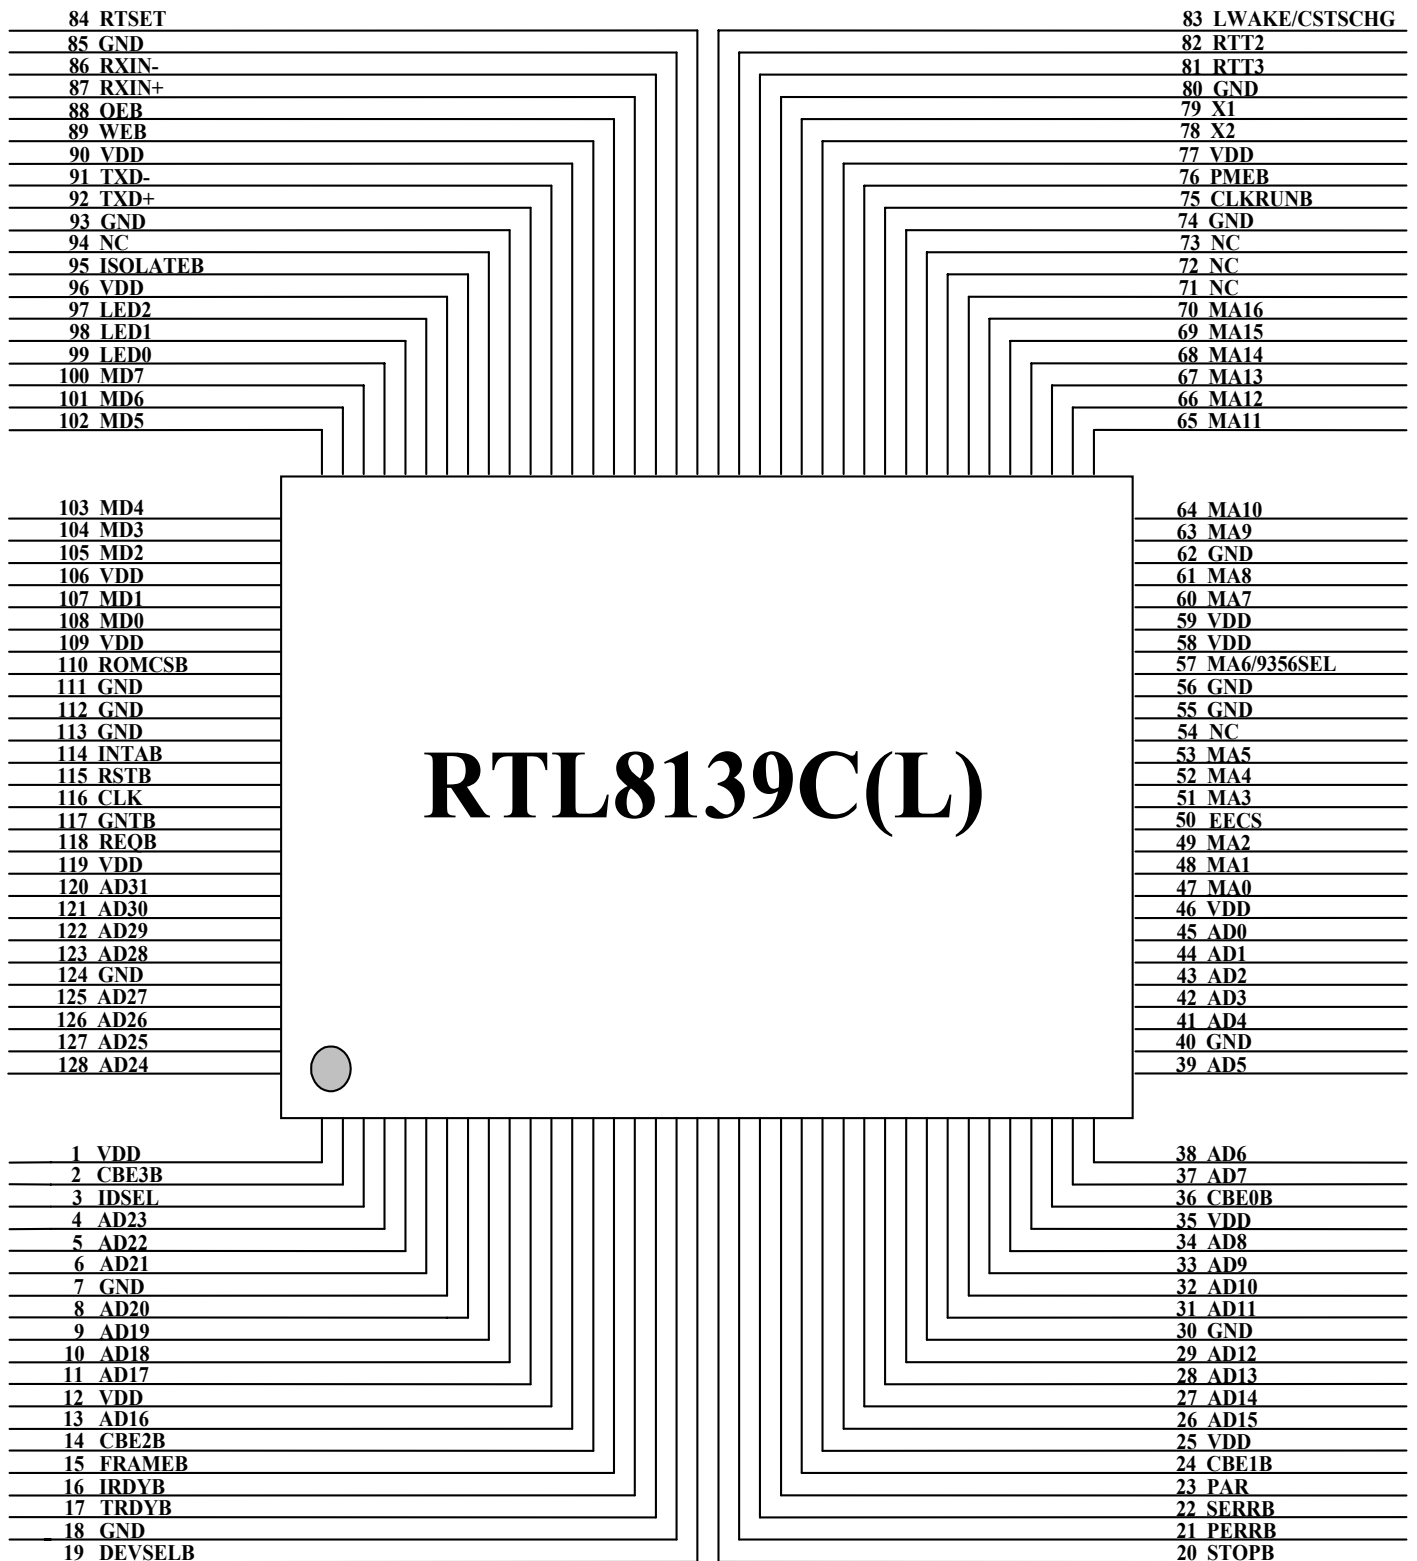 84 RTSET
85 GND
86 RXIN-
87 RXIN+
88 OEB
89 WEB
90 VDD
91 TXD-
92 TXD+
93 GND
94 NC
95 ISOLATEB
96 VDD
97 LED2
98 LED1
99 LED0
100 MD7
101 MD6
102 MD5
83 LWAKE/CSTSCHG
82 RTT2
81 RTT3
80 GND
79 X1
78 X2
77 VDD
76 PMEB
75 CLKRUNB
74 GND
73 NC
72 NC
71 NC
70 MA16
69 MA15
68 MA14
67 MA13
66 MA12
65 MA11
103 MD4
104 MD3
105 MD2
106 VDD
107 MD1
108 MD0
109 VDD
110 ROMCSB
111 GND
112 GND
113 GND
114 INTAB
115 RSTB
116 CLK
117 GNTB
118 REQB
119 VDD
120 AD31
121 AD30
122 AD29
123 AD28
124 GND
125 AD27
126 AD26
127 AD25
128 AD24
RTL8139C(L)
64 MA10
63 MA9
62 GND
61 MA8
60 MA7
59 VDD
58 VDD
57 MA6/9356SEL
56 GND
55 GND
54 NC
53 MA5
52 MA4
51 MA3
50 EECS
49 MA2
48 MA1
47 MA0
46 VDD
45 AD0
44 AD1
43 AD2
42 AD3
41 AD4
40 GND
39 AD5
1 VDD
2 CBE3B
3 IDSEL
4 AD23
5 AD22
6 AD21
7 GND
8 AD20
9 AD19
10 AD18
11 AD17
12 VDD
13 AD16
14 CBE2B
15 FRAMEB
16 IRDYB
17 TRDYB
18 GND
19 DEVSELB
38 AD6
37 AD7
36 CBE0B
35 VDD
34 AD8
33 AD9
32 AD10
31 AD11
30 GND
29 AD12
28 AD13
27 AD14
26 AD15
25 VDD
24 CBE1B
23 PAR
22 SERRB
21 PERRB
20 STOPB